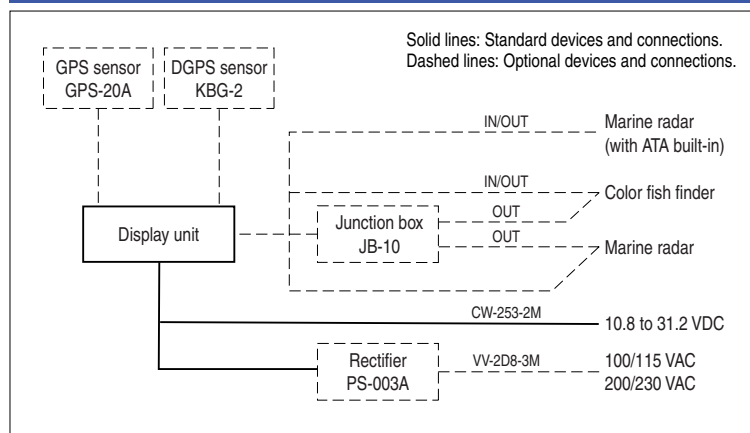 Solid lines: Standard devices and connections.
Dashed lines: Optional devices and connections.
GPS sensor
GPS-20A
DGPS sensor
KBG-2
IN/OUT
Marine radar
(with ATA built-in)
IN/OUT
Color fish finder
Display unit
Junction box
JB-10
OUT
OUT
Marine radar
CW-253-2M
10.8 to 31.2 VDC
Rectifier
PS-003A
VV-2D8-3M
100/115 VAC
200/230 VAC